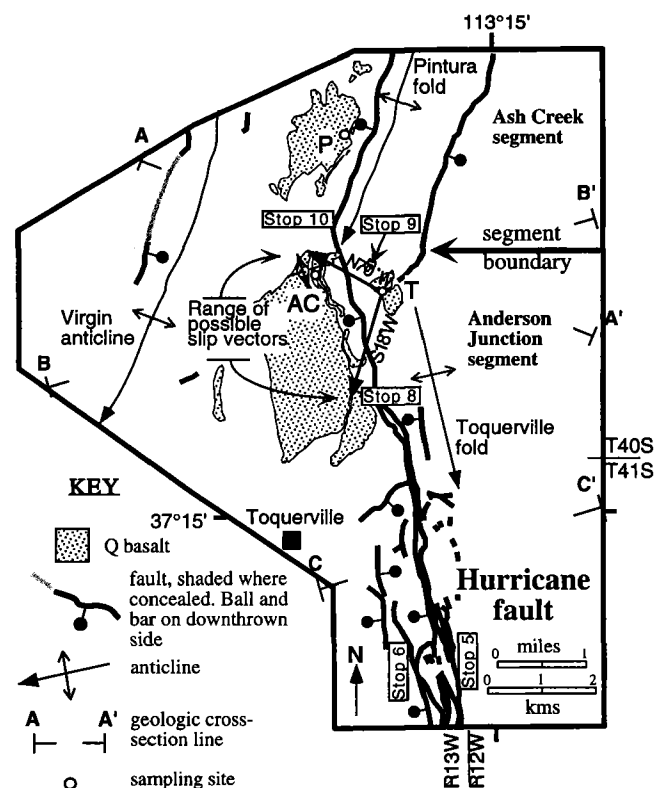 113°15'
Pintura
fold
J
A
P
Ash Creek
segment
B'
Stop 10
Stop 9
segment
boundary
N70°W
T
AC
Range of
possible
slip vectors
Virgin
anticline
S18°W
Anderson
Junction
segment
A'
B
Stop 8
Toquerville
fold
T40S
T41S
C'
KEY
37°15'
Toquerville
Q basalt
C
fault, shaded where
concealed. Ball and
bar on downthrown
side
Hurricane
fault
anticline
N
Stop 6
Stop 5
0 miles 1
0 1 2
kms
A A' geologic cross-
section line
sampling site
R13W
R12W